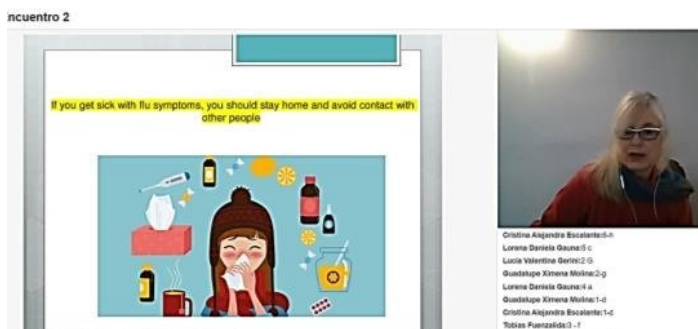 ncuentro 2
If you get sick with flu symptoms, you should stay home and avoid contact with
other people
Cristina Alejandra Escalante:6-h
Lorena Daniela Gauna:5 c
Lucia Valentina Gerini:2 G
Guadalupe Ximena Molina:2-g
Lorena Daniela Gauna:4 a
Guadalupe Ximena Molina:1-d
Cristina Alejandra Escalante:1-d
Tobias Fuenzalida:3 - f